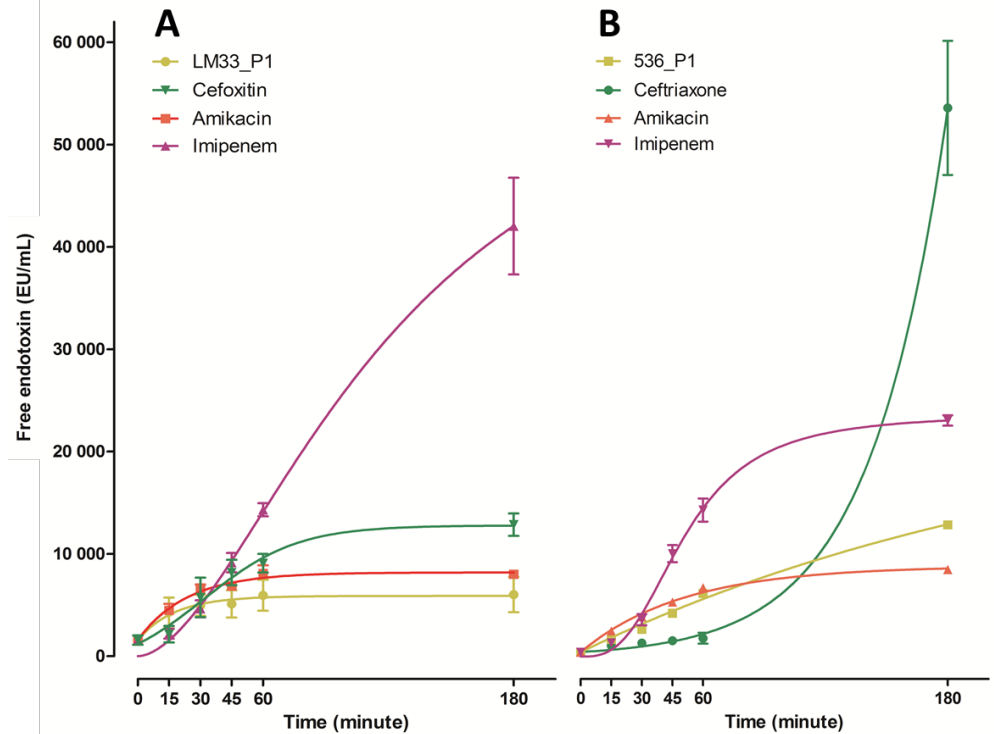 A
LM33_P1
Cefoxitin
Amikacin
Imipenem
B
536_P1
Ceftriaxone
Amikacin
Imipenem
Free endotoxin (EU/mL)
60 000
50 000
40 000
30 000
20 000
10 000
0
0 15 30 45 60 180
Time (minute)
0 15 30 45 60 180
Time (minute)